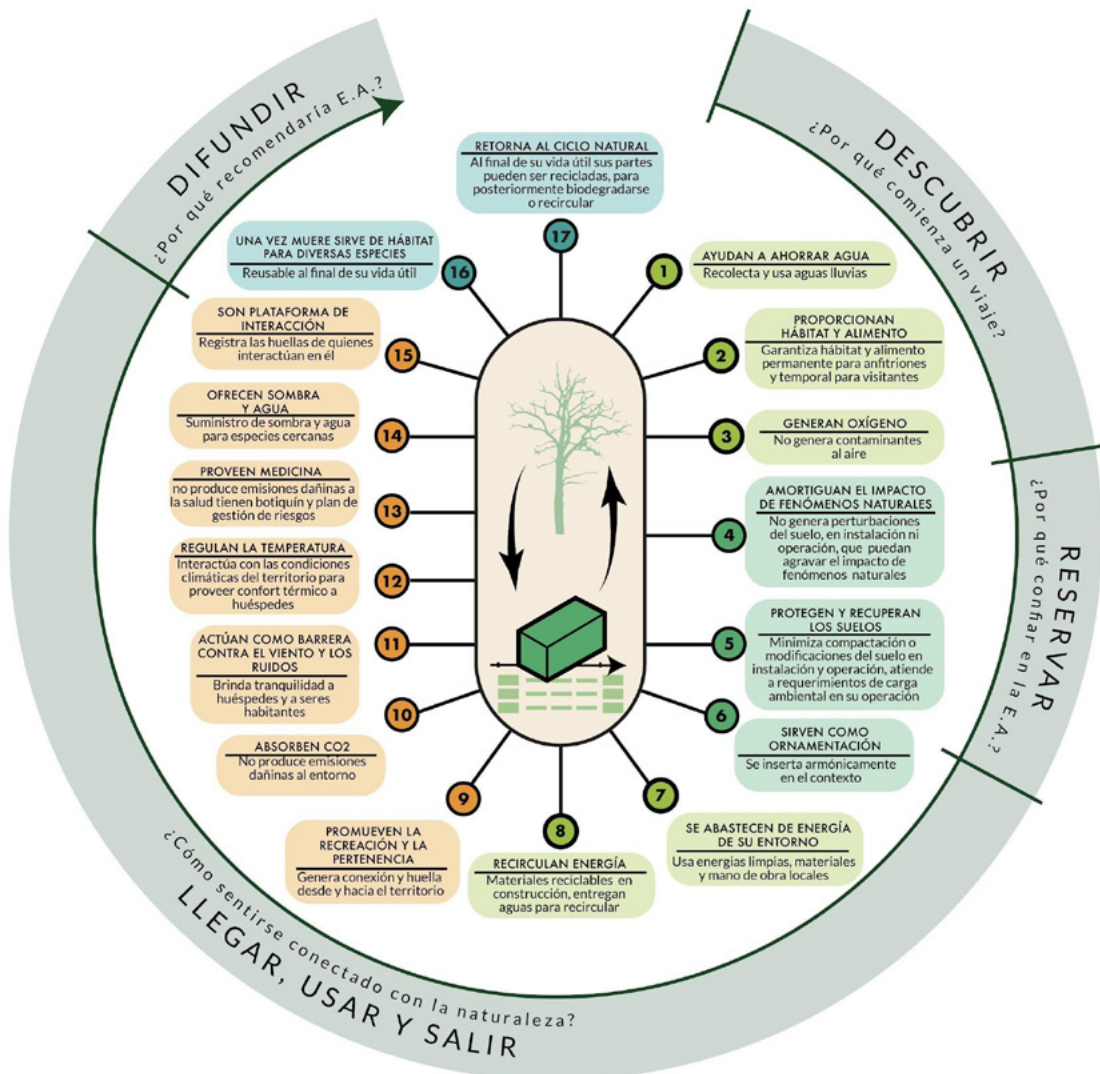 DIFUNDIR
¿Por qué recomendaría E.A.?
DESCUBRIR
¿Por qué comienza un viaje?
RESERVAR
¿Por qué confiar en la E.A.?
¿Cómo sentirse conectado con la naturaleza?
LLEGAR, USAR Y SALIR
RETORNA AL CICLO NATURAL
Al final de su vida útil sus partes
pueden ser recicladas, para
posteriormente biodegradarse
o recircular
17
1
AYUDAN A AHORRAR AGUA
Recolecta y usa aguas lluvias
2
PROPORCIONAN
HÁBITAT Y ALIMENTO
Garantiza hábitat y alimento
permanente para anfitriones
y temporal para visitantes
3
GENERAN OXÍGENO
No genera contaminantes
al aire
4
AMORTIGUAN EL IMPACTO
DE FENÓMENOS NATURALES
No genera perturbaciones
del suelo, en instalación ni
operación, que puedan
agravar el impacto de
fenómenos naturales
5
PROTEGEN Y RECUPERAN
LOS SUELOS
Minimiza compactación o
modificaciones del suelo en
instalación y operación, atiende
a requerimientos de carga
ambiental en su operación
6
SIRVEN COMO
ORNAMENTACIÓN
Se inserta armónicamente
en el contexto
7
SE ABASTECEN DE ENERGÍA
DE SU ENTORNO
Usa energias limpias, materiales
y mano de obra locales
8
RECIRCULAN ENERGÍA
Materiales reciclables en
construcción, entregan
aguas para recircular
9
PROMUEVEN LA
RECREACIÓN Y LA
PERTENENCIA
Genera conexión y huella
desde y hacia el territorio
10
ABSORBEN CO2
No produce emisiones
dañinas al entorno
11
ACTÚAN COMO BARRERA
CONTRA EL VIENTO Y LOS
RUIDOS
Brinda tranquilidad a
huéspedes y a seres
habitantes
12
REGULAN LA TEMPERATURA
Interactúa con las condiciones
climáticas del territorio para
proveer confort térmico a
huéspedes
13
PROVEEN MEDICINA
no produce emisiones dañinas a
la salud tienen botiquín y plan de
gestión de riesgos
14
OFRECEN SOMBRA
Y AGUA
Suministro de sombra y agua
para especies cercanas
15
SON PLATAFORMA DE
INTERACCIÓN
Registra las huellas de quienes
interactúan en él
16
UNA VEZ MUERE SIRVE DE HÁBITAT
PARA DIVERSAS ESPECIES
Reusable al final de su vida útil